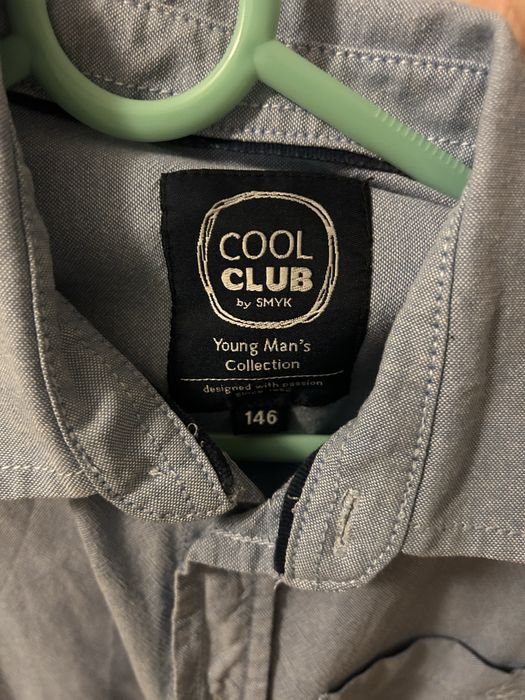 COOL
CLUB
by SMYK
Young Man's
Collection
designed with passion
146